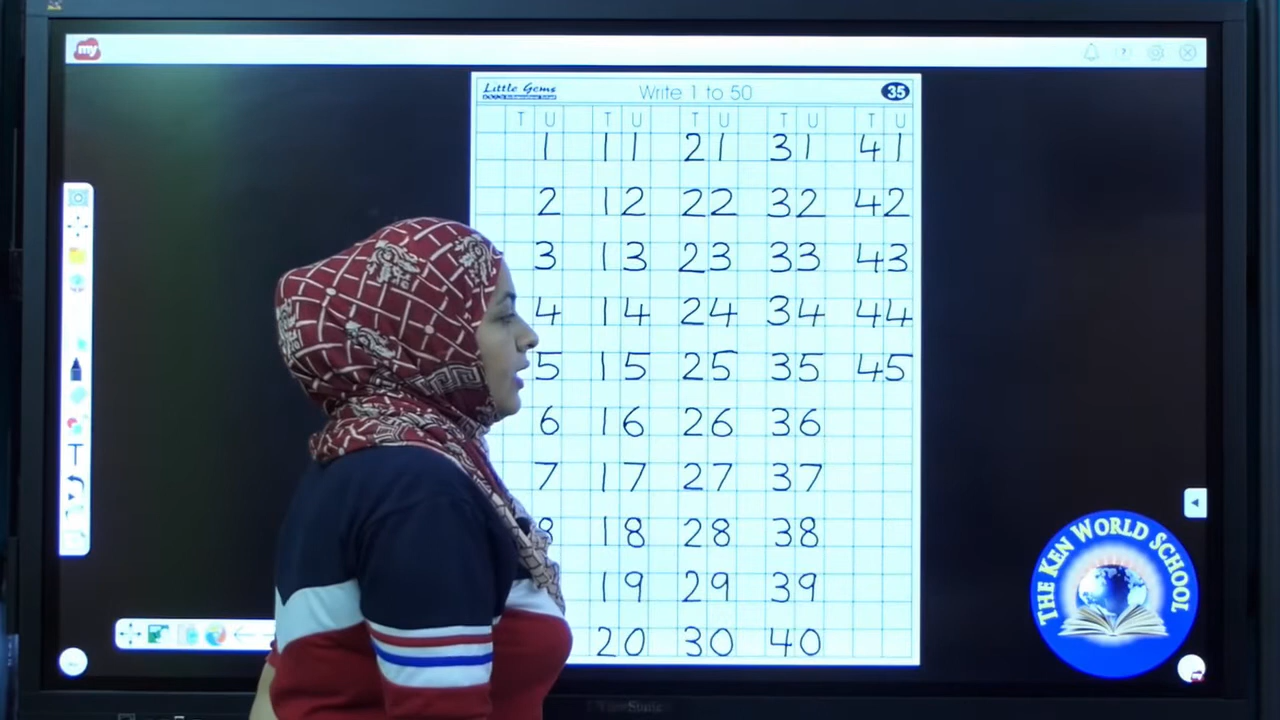 my
Little Gems
Write 1 to 50
35
T U T U T U T U T U
1 11 21 31 41
2 12 22 32 42
3 13 23 33 43
4 14 24 34 44
5 15 25 35 45
6 16 26 36
7 17 27 37
8 18 28 38
19 29 39
20 30 40
T
THE KEN WORLD SCHOOL